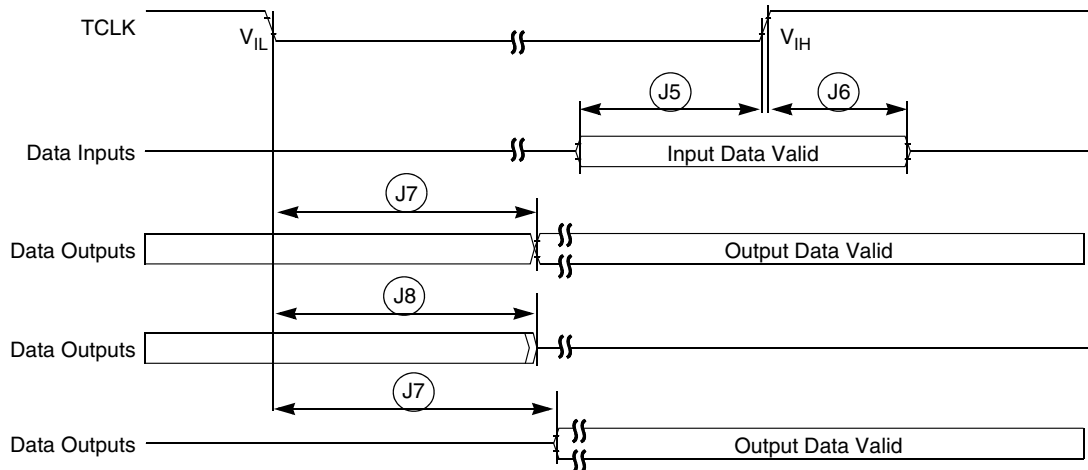 TCLK
V_IL
V_IH
J5
J6
Data Inputs
Input Data Valid
J7
Data Outputs
Output Data Valid
J8
Data Outputs
J7
Data Outputs
Output Data Valid